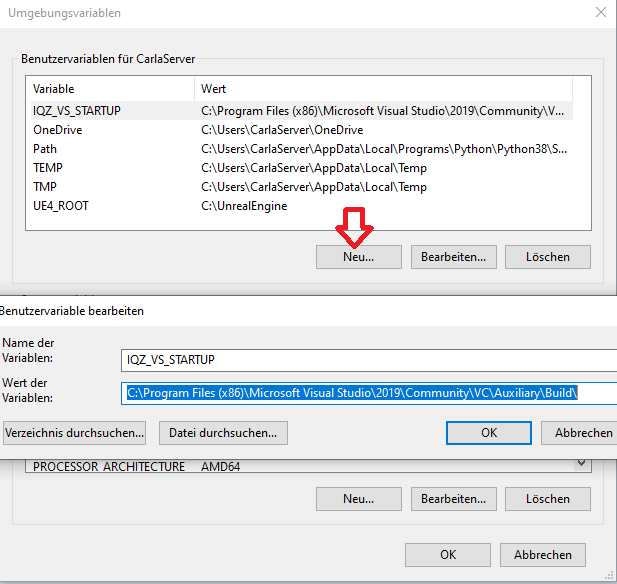 Umgebungsvariablen
Benutzervariablen für CarlaServer
Variable Wert
IQZ_VS_STARTUP C:\Program Files (x86)\Microsoft Visual Studio\2019\Community\V...
OneDrive C:\Users\CarlaServer\OneDrive
Path C:\Users\CarlaServer\AppData\Local\Programs\Python\Python38\S...
TEMP C:\Users\CarlaServer\AppData\Local\Temp
TMP C:\Users\CarlaServer\AppData\Local\Temp
UE4_ROOT C:\UnrealEngine
Neu... Bearbeiten... Löschen
Benutzervariable bearbeiten
Name der
Variablen: IQZ_VS_STARTUP
Wert der
Variablen: C:\Program Files (x86)\Microsoft Visual Studio\2019\Community\VC\Auxiliary\Build\
Verzeichnis durchsuchen... Datei durchsuchen... OK Abbrechen
PROCESSOR_ARCHITECTURE AMD64
Neu... Bearbeiten... Löschen
OK Abbrechen